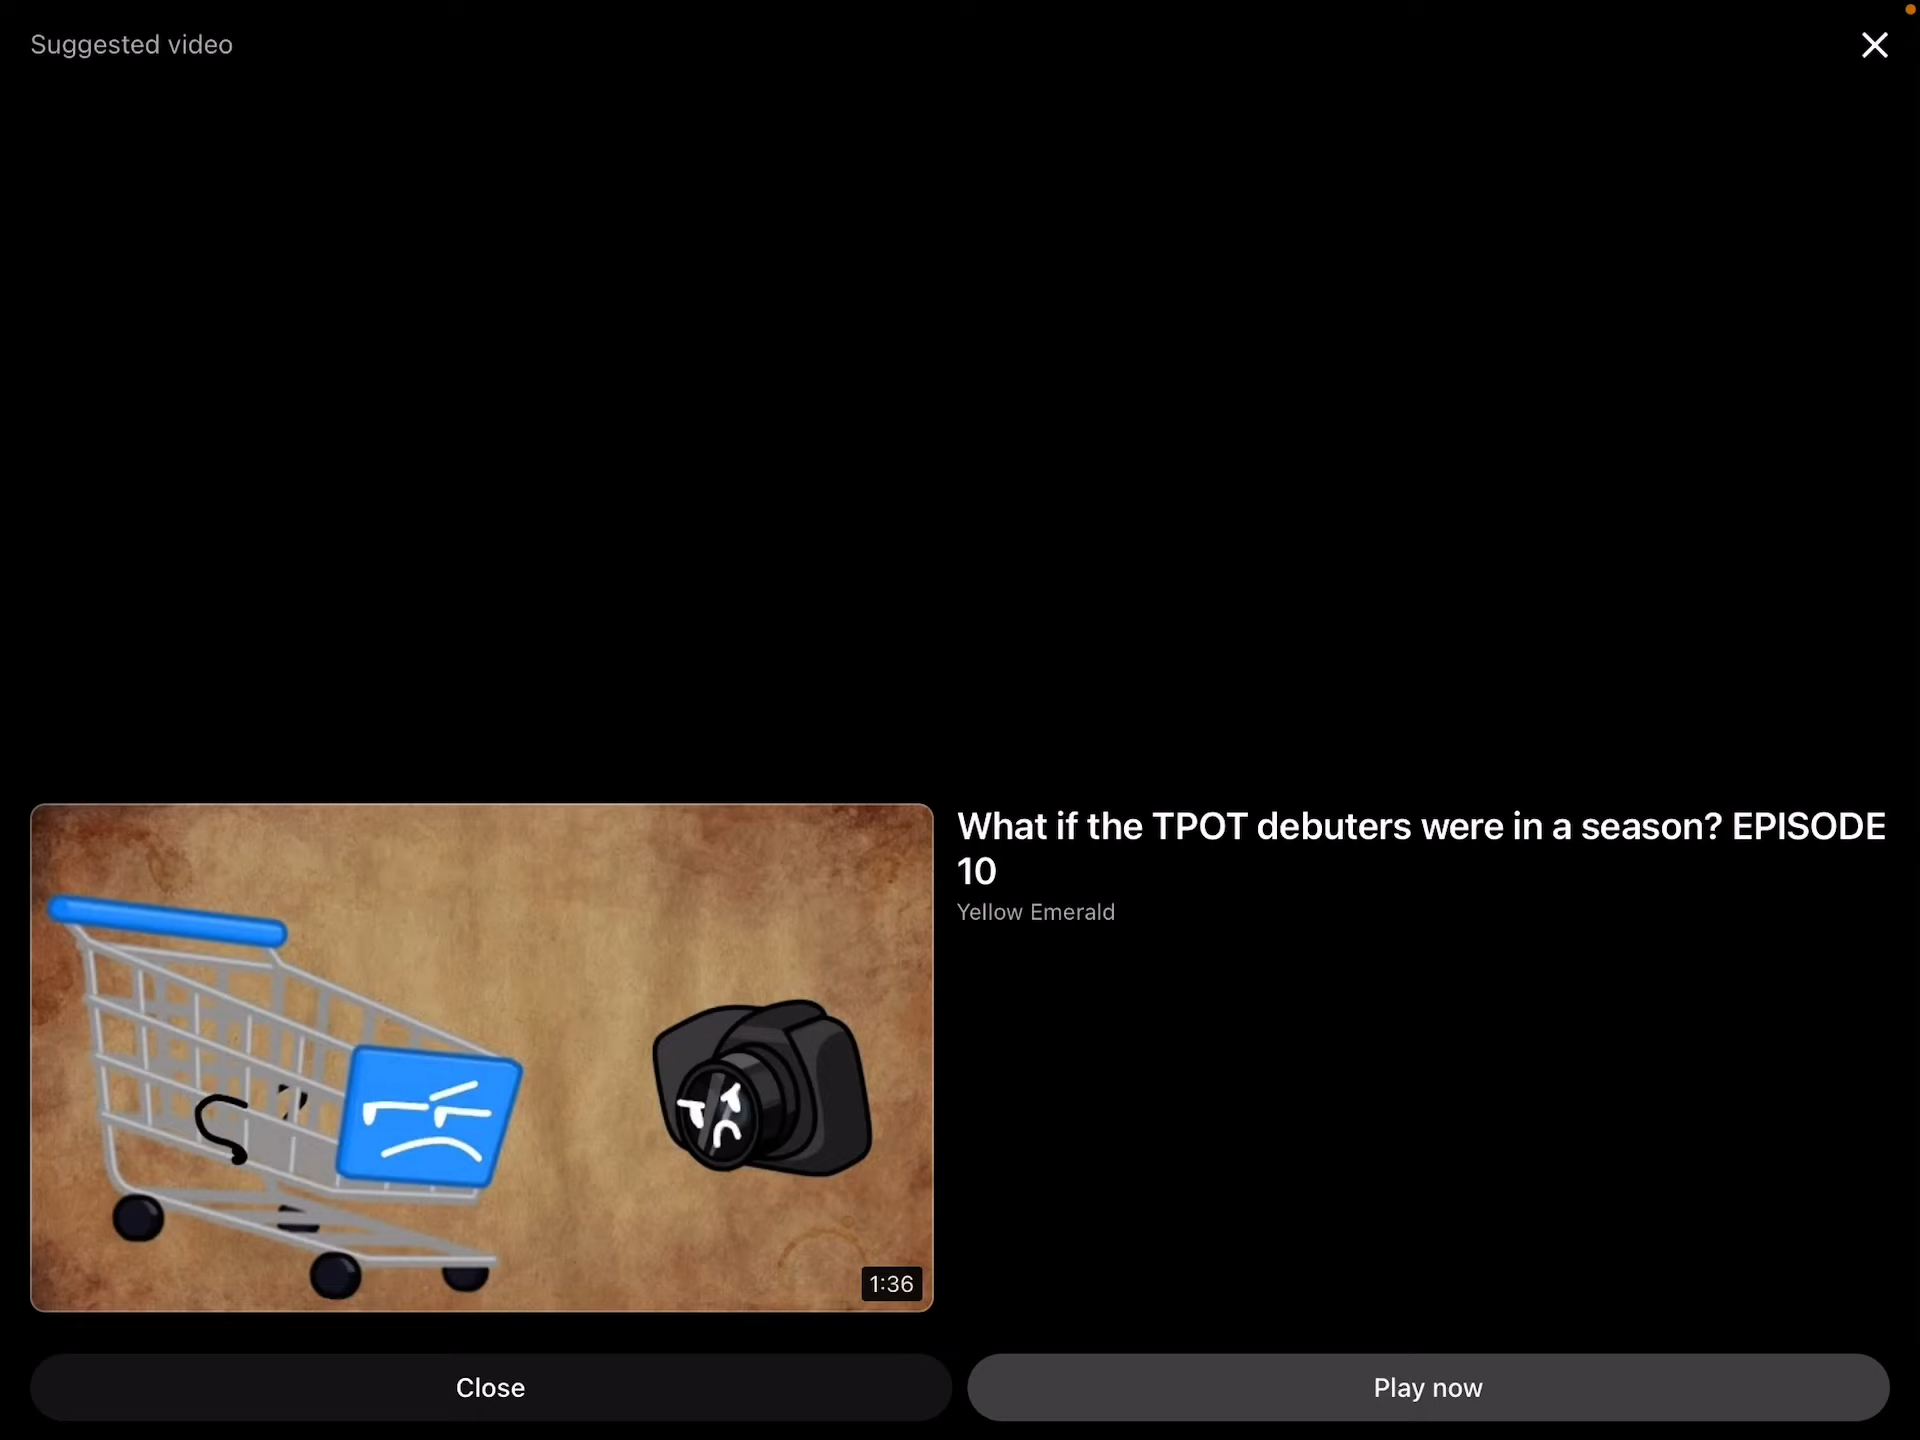 Suggested video
What if the TPOT debuters were in a season? EPISODE
10
Yellow Emerald
1:36
Close
Play now